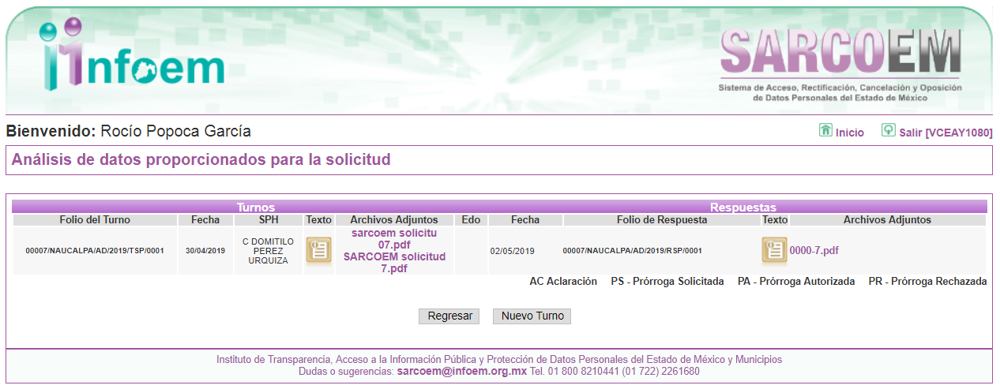 infoem
SARCOEM
Sistema de Acceso, Rectificación, Cancelación y Oposición
de Datos Personales del Estado de México
Bienvenido: Rocío Popoca García
Inicio
Salir [VCEAY1080]
Análisis de datos proporcionados para la solicitud
Turnos
Respuestas
Folio del Turno Fecha SPH Texto Archivos Adjuntos Edo Fecha Folio de Respuesta Texto Archivos Adjuntos
00007/NAUCALPA/AD/2019/TSP/0001
30/04/2019
C DOMITILO
PEREZ
URQUIZA
sarcoem solicitu
07.pdf
SARCOEM solicitud
7.pdf
02/05/2019
00007/NAUCALPA/AD/2019/RSP/0001
0000-7.pdf
AC Aclaración PS - Prórroga Solicitada PA - Prórroga Autorizada PR - Prórroga Rechazada
Regresar
Nuevo Turno
Instituto de Transparencia, Acceso a la Información Pública y Protección de Datos Personales del Estado de México y Municipios
Dudas o sugerencias: sarcoem@infoem.org.mx Tel. 01 800 8210441 (01 722) 2261680